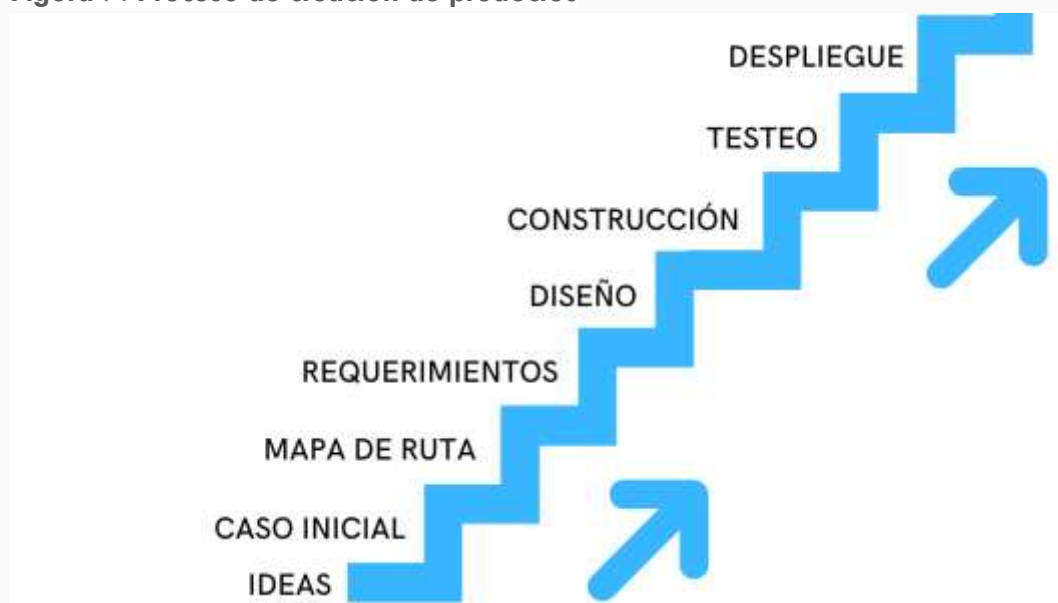 DESPLIEGUE
TESTEO
CONSTRUCCIÓN
DISEÑO
REQUERIMIENTOS
MAPA DE RUTA
CASO INICIAL
IDEAS